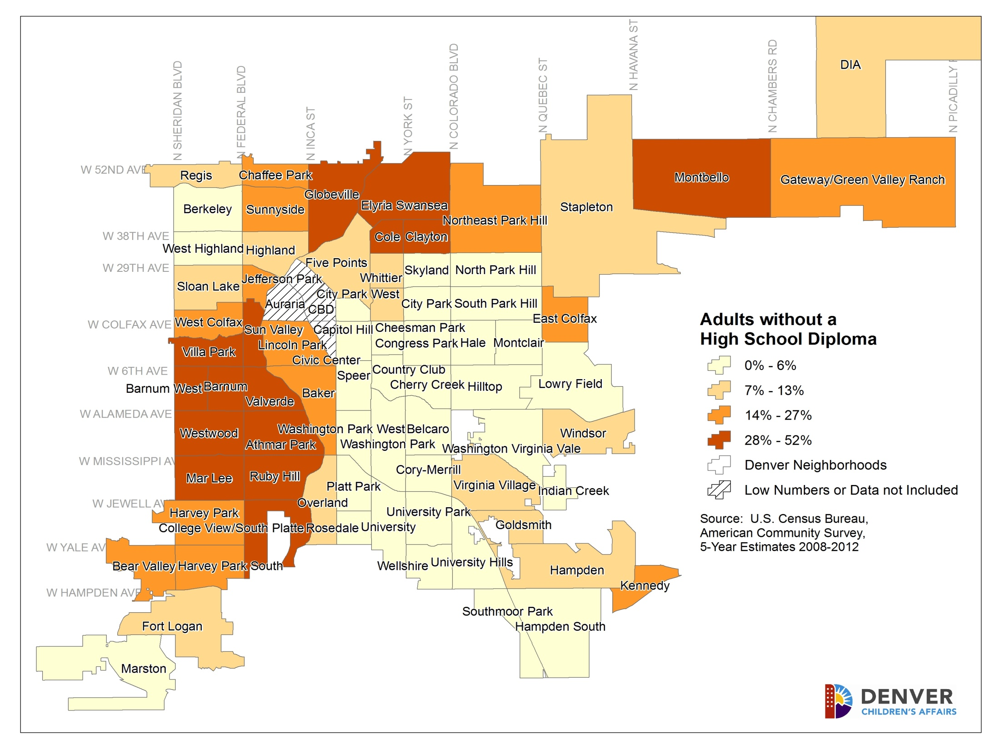 N SHERIDAN BLVD
N FEDERAL BLVD
N INCA ST
N YORK ST
N COLORADO BLVD
N QUEBEC ST
N HAVANA ST
N CHAMBERS RD
N PICADILLY
DIA
W 52ND AVE
Regis
Chaffee Park
Globeville
Montbello
Gateway/Green Valley Ranch
Berkeley
Sunnyside
Elyria Swansea
Stapleton
Northeast Park Hill
W 38TH AVE
Cole
Clayton
West Highland
Highland
W 29TH AVE
Five Points
Skyland
North Park Hill
Sloan Lake
Jefferson Park
Whittier
City Park West
Auraria
CBD
City Park
South Park Hill
W COLFAX AVE
West Colfax
East Colfax
Sun Valley
Capitol Hill
Cheesman Park
Lincoln Park
Congress Park
Hale
Montclair
Villa Park
Civic Center
W 6TH AVE
Speer
Country Club
Cherry Creek
Hilltop
Lowry Field
Barnum West
Barnum
Baker
Valverde
W ALAMEDA AVE
Westwood
Washington Park West
Belcaro
Windsor
Athmar Park
Washington Park
Washington Virginia Vale
W MISSISSIPPI AV
Mar Lee
Ruby Hill
Cory-Merrill
Platt Park
Virginia Village
Indian Creek
W JEWELL AV
Overland
Harvey Park
University Park
College View/South Platte
Rosedale
University
Goldsmith
W YALE AV
Bear Valley
Harvey Park South
Wellshire
University Hills
Hampden
Kennedy
W HAMPDEN AVE
Southmoor Park
Fort Logan
Hampden South
Marston
Adults without a
High School Diploma
0% - 6%
7% - 13%
14% - 27%
28% - 52%
Denver Neighborhoods
Low Numbers or Data not Included
Source: U.S. Census Bureau,
American Community Survey,
5-Year Estimates 2008-2012
DENVER
CHILDREN'S AFFAIRS